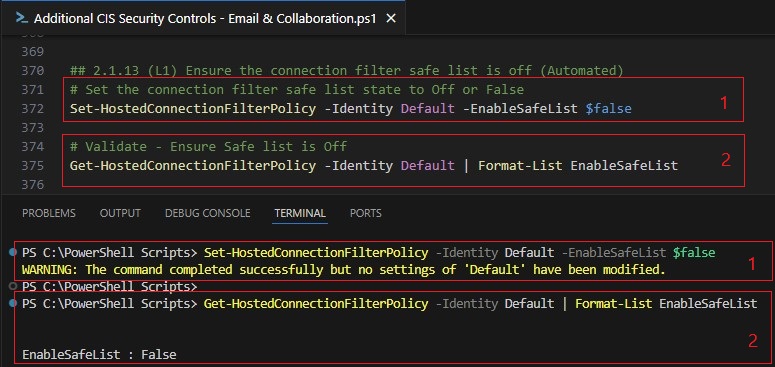 Additional CIS Security Controls - Email & Collaboration.ps1
369
370 ## 2.1.13 (L1) Ensure the connection filter safe list is off (Automated)
371 # Set the connection filter safe list state to Off or False
372 Set-HostedConnectionFilterPolicy -Identity Default -EnableSafeList $false
1
373
374 # Validate - Ensure Safe list is Off
375 Get-HostedConnectionFilterPolicy -Identity Default | Format-List EnableSafeList
2
376
PROBLEMS OUTPUT DEBUG CONSOLE TERMINAL PORTS
PS C:\PowerShell Scripts> Set-HostedConnectionFilterPolicy -Identity Default -EnableSafeList $false
WARNING: The command completed successfully but no settings of 'Default' have been modified.
1
PS C:\PowerShell Scripts>
PS C:\PowerShell Scripts> Get-HostedConnectionFilterPolicy -Identity Default | Format-List EnableSafeList
2
EnableSafeList : False